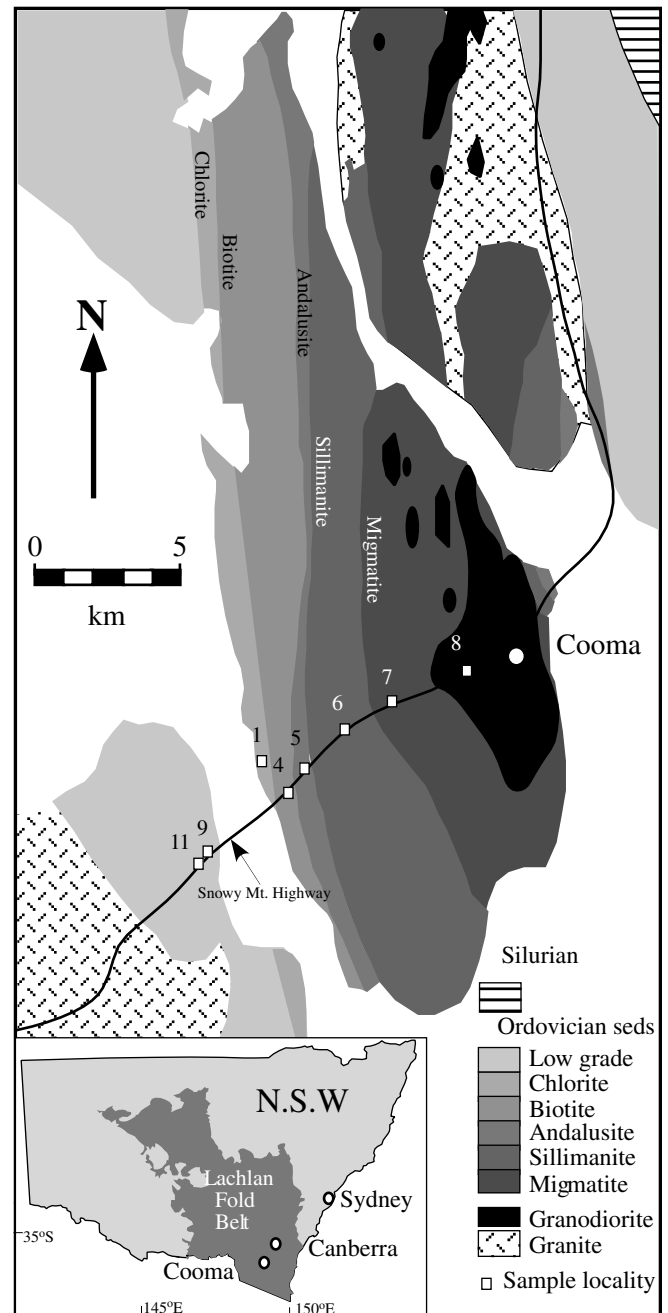 Chlorite
Biotite
Andalusite
N
Sillimanite
Migmatite
0 5
km
Cooma
8
7
6
1
5
4
9
11
Snowy Mt. Highway
Silurian
Ordovician seds
Low grade
Chlorite
Biotite
Andalusite
Sillimanite
Migmatite
Granodiorite
Granite
Sample locality
N.S.W
Lachlan
Fold
Belt
Sydney
Canberra
Cooma
35°S
145°E 150°E